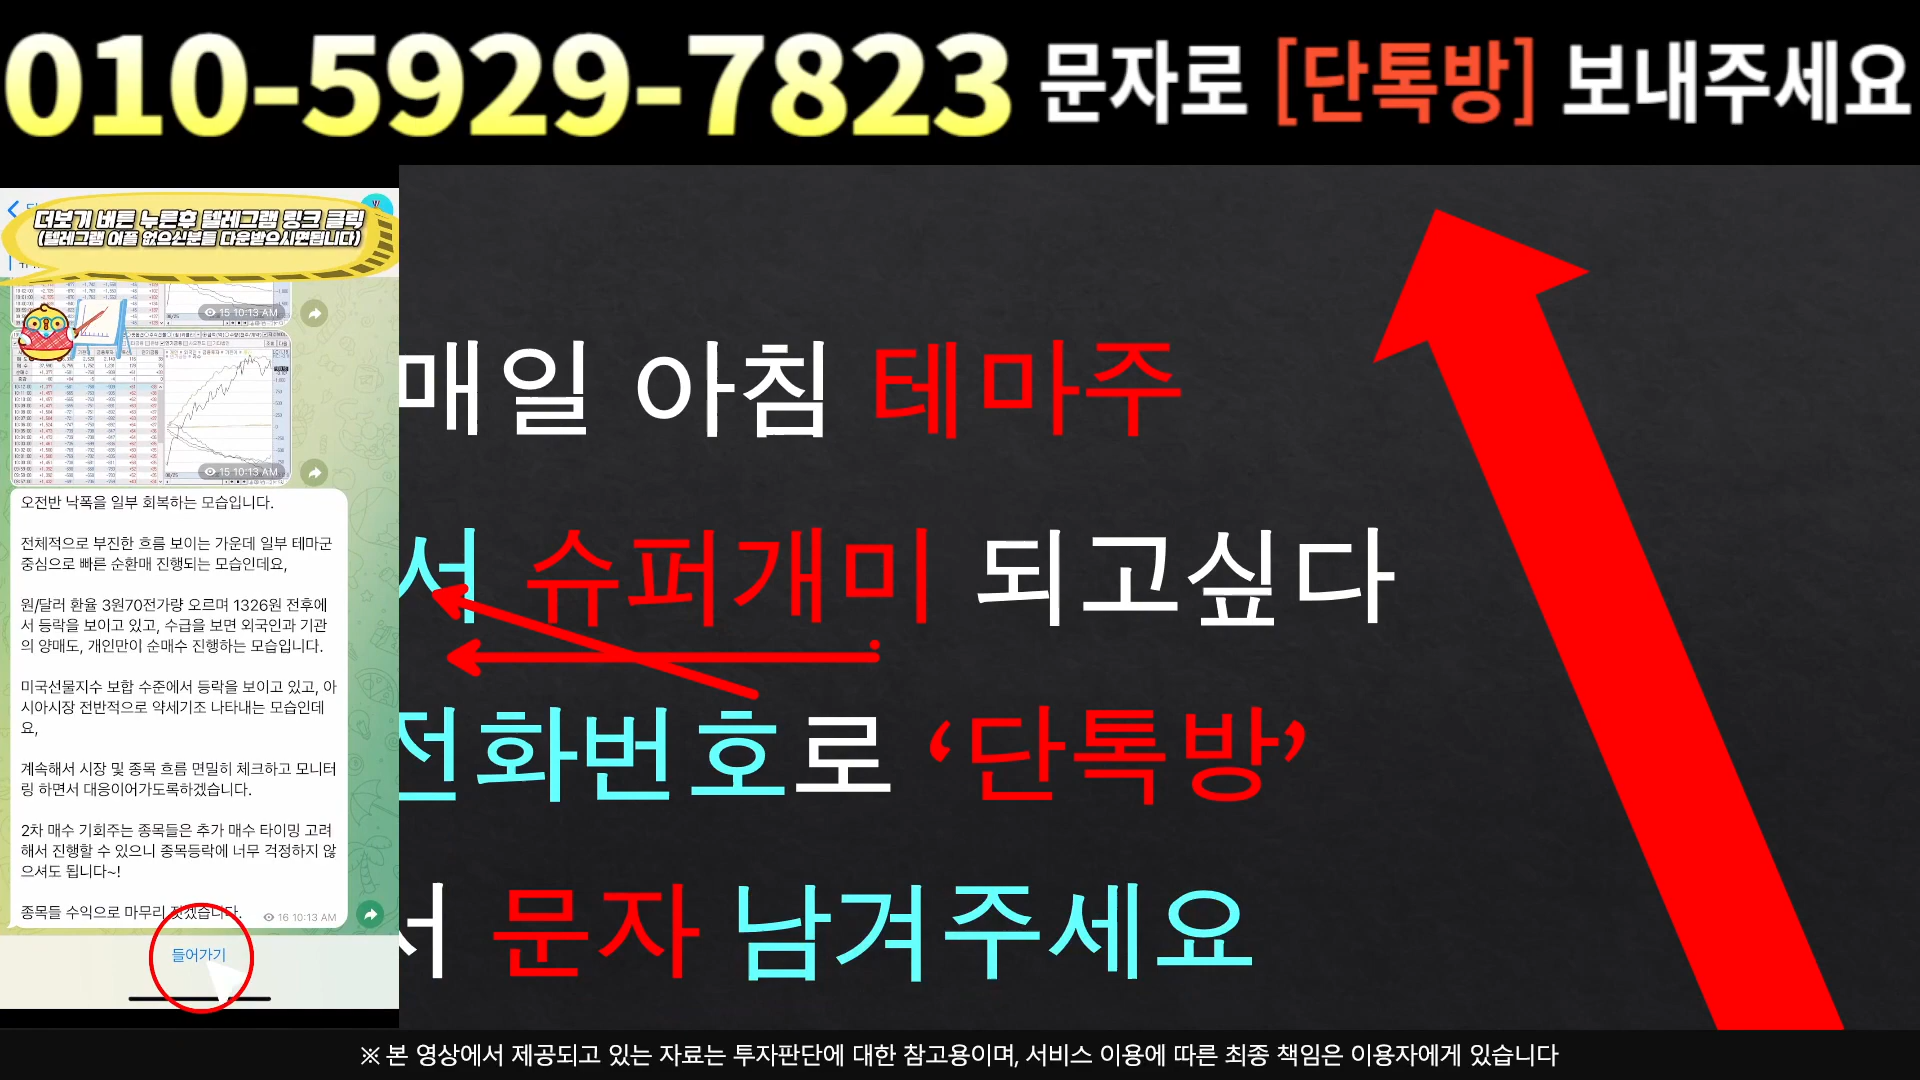 010-5929-7823 문자로 [단톡방] 보내주세요
더보기 버튼 누른후 텔레그램 링크 클릭
(텔레그램 어플 없으신분들 다운받으시면됩니다)
15 10:13 AM
15 10:13 AM
오전반 낙폭을 일부 회복하는 모습입니다.
전체적으로 부진한 흐름 보이는 가운데 일부 테마군
중심으로 빠른 순환매 진행되는 모습인데요,
원/달러 환율 3원70전가량 오르며 1326원 전후에
서 등락을 보이고 있고, 수급을 보면 외국인과 기관
의 양매도, 개인만이 순매수 진행하는 모습입니다.
미국선물지수 보합 수준에서 등락을 보이고 있고, 아
시아시장 전반적으로 약세기조 나타내는 모습인데
요,
계속해서 시장 및 종목 흐름 면밀히 체크하고 모니터
링 하면서 대응이어가도록하겠습니다.
2차 매수 기회주는 종목들은 추가 매수 타이밍 고려
해서 진행할 수 있으니 종목등락에 너무 걱정하지 않
으셔도 됩니다~!
종목들 수익으로 마무리 짓겠습니다.
16 10:13 AM
들어가기
매일 아침 테마주
서 슈퍼개미 되고싶다
전화번호로 ‘단톡방’
서 문자 남겨주세요
※ 본 영상에서 제공되고 있는 자료는 투자판단에 대한 참고용이며, 서비스 이용에 따른 최종 책임은 이용자에게 있습니다